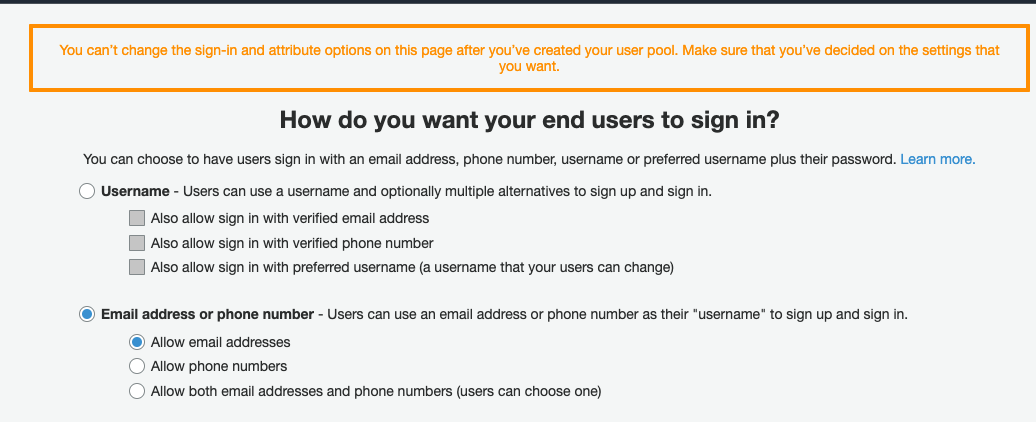 You can't change the sign-in and attribute options on this page after you've created your user pool. Make sure that you've decided on the settings that
you want.
How do you want your end users to sign in?
You can choose to have users sign in with an email address, phone number, username or preferred username plus their password. Learn more.
Username - Users can use a username and optionally multiple alternatives to sign up and sign in.
Also allow sign in with verified email address
Also allow sign in with verified phone number
Also allow sign in with preferred username (a username that your users can change)
Email address or phone number - Users can use an email address or phone number as their "username" to sign up and sign in.
Allow email addresses
Allow phone numbers
Allow both email addresses and phone numbers (users can choose one)